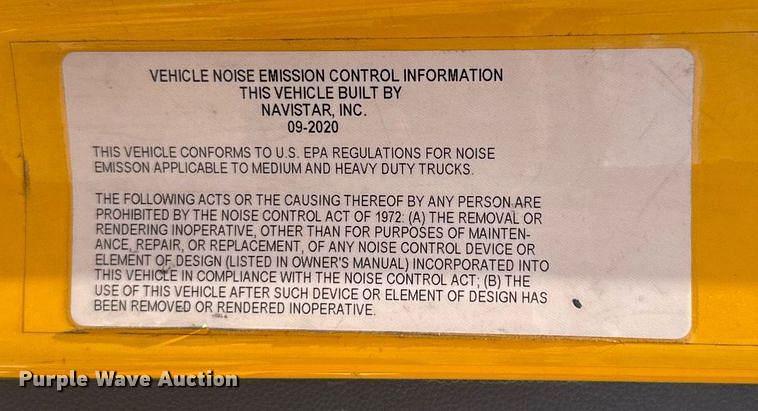 VEHICLE NOISE EMISSION CONTROL INFORMATION
THIS VEHICLE BUILT BY
NAVISTAR, INC.
09-2020
THIS VEHICLE CONFORMS TO U.S. EPA REGULATIONS FOR NOISE
EMISSON APPLICABLE TO MEDIUM AND HEAVY DUTY TRUCKS.
THE FOLLOWING ACTS OR THE CAUSING THEREOF BY ANY PERSON ARE
PROHIBITED BY THE NOISE CONTROL ACT OF 1972: (A) THE REMOVAL OR
RENDERING INOPERATIVE, OTHER THAN FOR PURPOSES OF MAINTEN-
ANCE, REPAIR, OR REPLACEMENT, OF ANY NOISE CONTROL DEVICE OR
ELEMENT OF DESIGN (LISTED IN OWNER'S MANUAL) INCORPORATED INTO
THIS VEHICLE IN COMPLIANCE WITH THE NOISE CONTROL ACT; (B) THE
USE OF THIS VEHICLE AFTER SUCH DEVICE OR ELEMENT OF DESIGN HAS
BEEN REMOVED OR RENDERED INOPERATIVE.
Purple Wave Auction